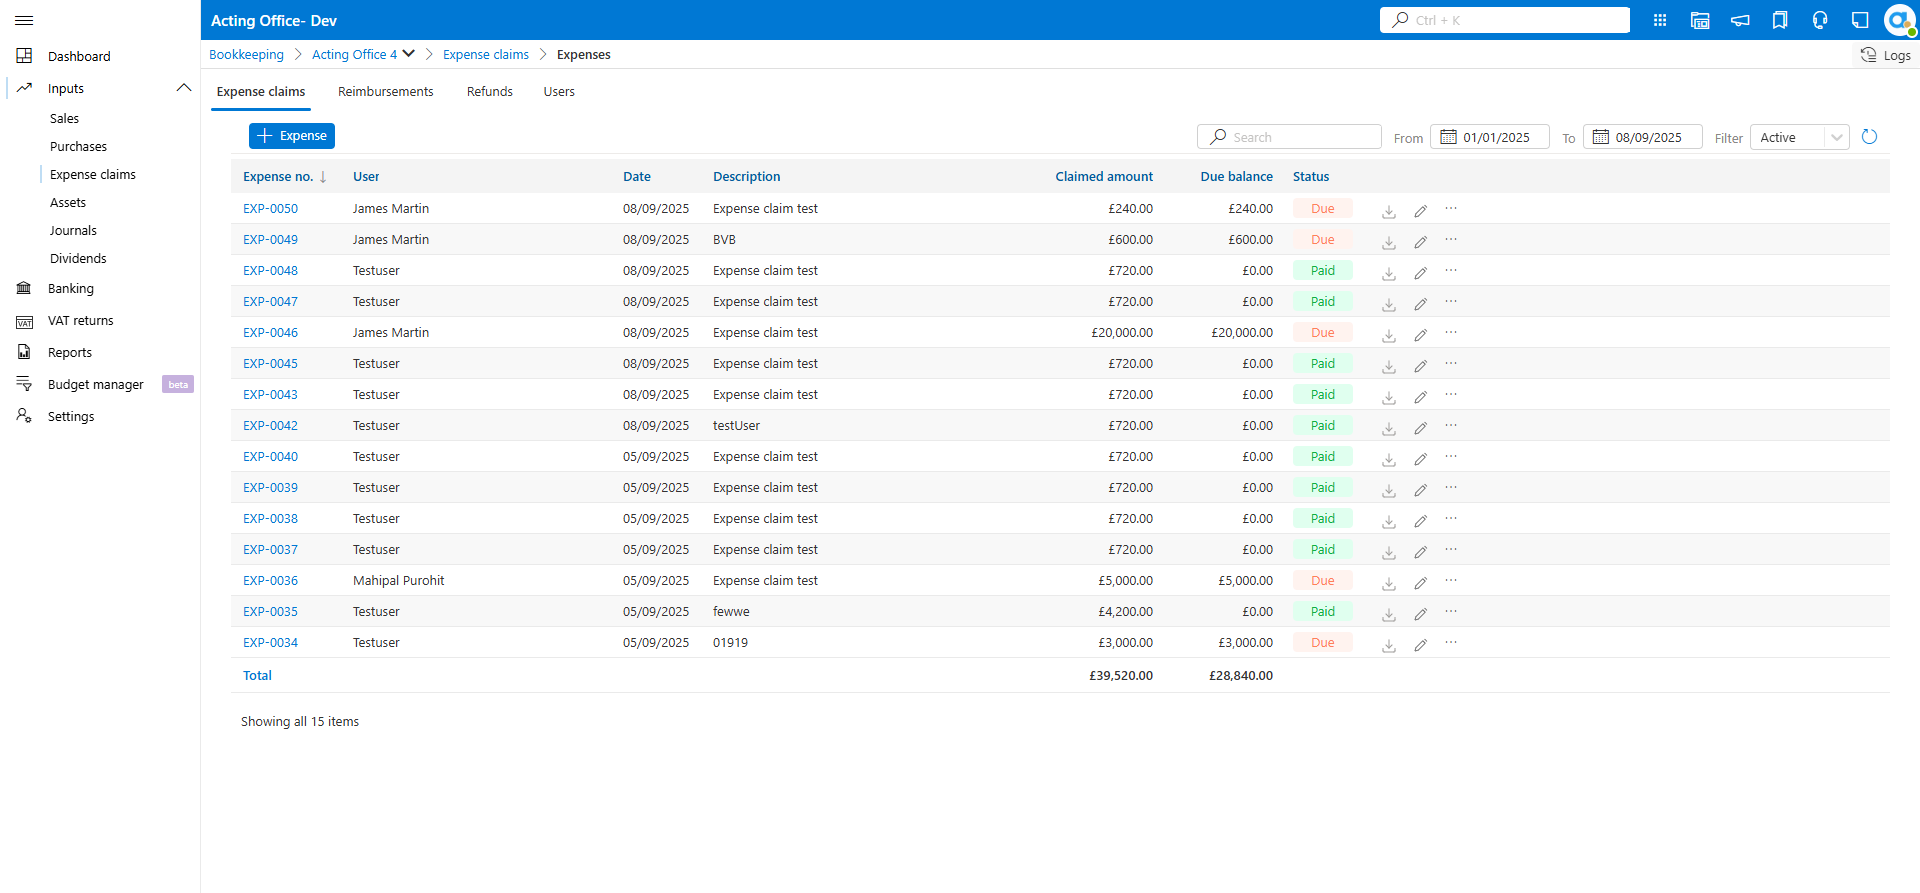 Acting Office- Dev
Ctrl + K
Dashboard
Inputs
Sales
Purchases
Expense claims
Assets
Journals
Dividends
Banking
VAT
VAT returns
Reports
Budget manager beta
Settings
Bookkeeping Acting Office 4 Expense claims Expenses
Logs
Expense claims Reimbursements Refunds Users
Expense
Search From 01/01/2025 To 08/09/2025 Filter Active
Expense no. User Date Description Claimed amount Due balance Status
EXP-0050 James Martin 08/09/2025 Expense claim test £240.00 £240.00 Due
EXP-0049 James Martin 08/09/2025 BVB £600.00 £600.00 Due
EXP-0048 Testuser 08/09/2025 Expense claim test £720.00 £0.00 Paid
EXP-0047 Testuser 08/09/2025 Expense claim test £720.00 £0.00 Paid
EXP-0046 James Martin 08/09/2025 Expense claim test £20,000.00 £20,000.00 Due
EXP-0045 Testuser 08/09/2025 Expense claim test £720.00 £0.00 Paid
EXP-0043 Testuser 08/09/2025 Expense claim test £720.00 £0.00 Paid
EXP-0042 Testuser 08/09/2025 testUser £720.00 £0.00 Paid
EXP-0040 Testuser 05/09/2025 Expense claim test £720.00 £0.00 Paid
EXP-0039 Testuser 05/09/2025 Expense claim test £720.00 £0.00 Paid
EXP-0038 Testuser 05/09/2025 Expense claim test £720.00 £0.00 Paid
EXP-0037 Testuser 05/09/2025 Expense claim test £720.00 £0.00 Paid
EXP-0036 Mahipal Purohit 05/09/2025 Expense claim test £5,000.00 £5,000.00 Due
EXP-0035 Testuser 05/09/2025 fewwe £4,200.00 £0.00 Paid
EXP-0034 Testuser 05/09/2025 01919 £3,000.00 £3,000.00 Due
Total £39,520.00 £28,840.00
Showing all 15 items